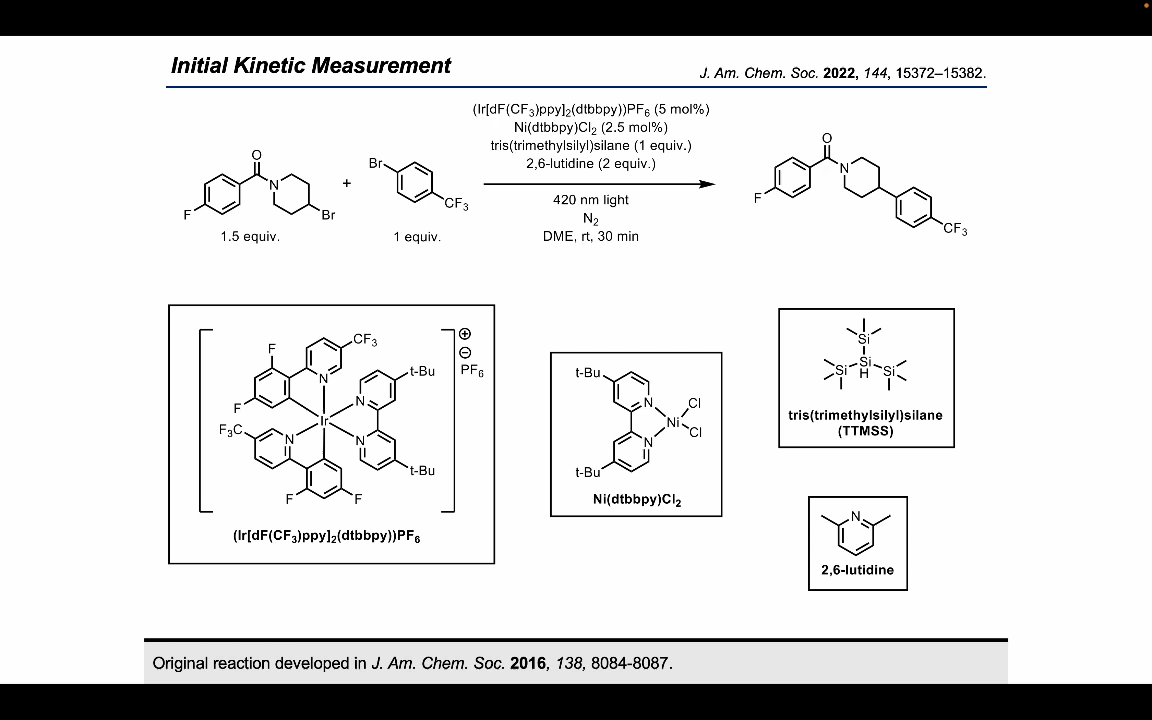 Initial Kinetic Measurement
J. Am. Chem. Soc. 2022, 144, 15372–15382.
(Ir[dF(CF3)ppy]2(dtbbpy))PF6 (5 mol%)
Ni(dtbbpy)Cl2 (2.5 mol%)
tris(trimethylsilyl)silane (1 equiv.)
2,6-lutidine (2 equiv.)
O
N
F
Br
1.5 equiv.
+
Br
CF3
1 equiv.
420 nm light
N2
DME, rt, 30 min
O
N
F
CF3
CF3
F
N
F
t-Bu
N
Ir
F3C
N
N
t-Bu
F
F
+
−
PF6
(Ir[dF(CF3)ppy]2(dtbbpy))PF6
t-Bu
N
Cl
Ni
Cl
N
t-Bu
Ni(dtbbpy)Cl2
Si
Si
Si
H
Si
tris(trimethylsilyl)silane
(TTMSS)
N
2,6-lutidine
Original reaction developed in J. Am. Chem. Soc. 2016, 138, 8084-8087.